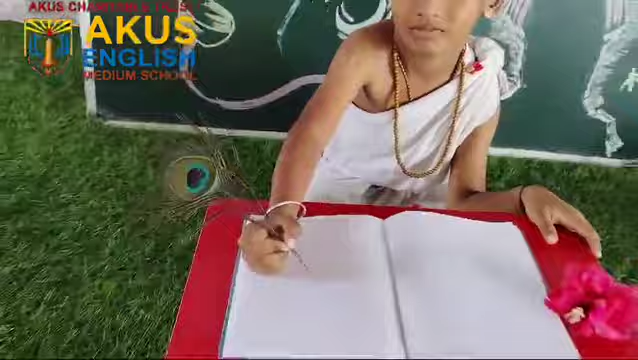 AKUS CHARITABLE TRUST
AKUS
ENGLISH
MEDIUM SCHOOL